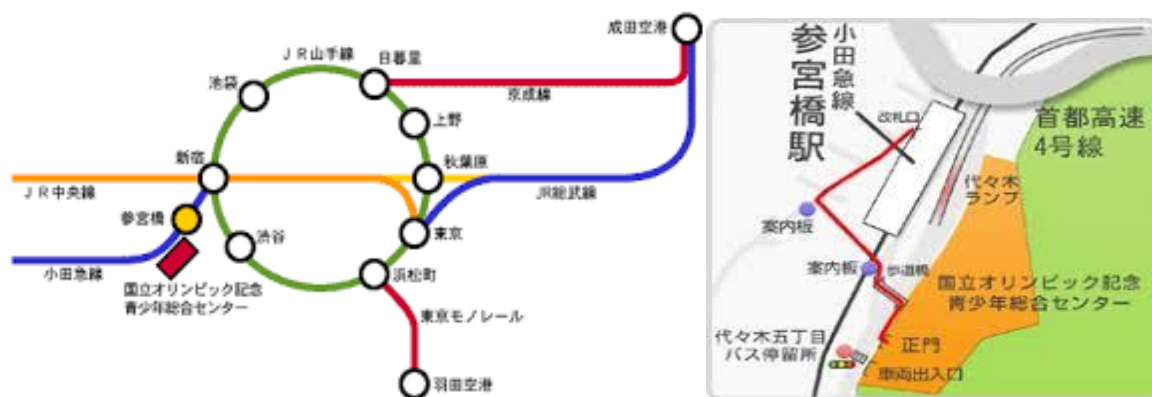 成田空港
JR山手線
日暮里
池袋
京成線
上野
新宿
秋葉原
JR中央線
JR総武線
参宮橋
東京
渋谷
小田急線
浜松町
国立オリンピック記念
青少年総合センター
東京モノレール
羽田空港
小田急線
参宮橋駅
改札口
首都高速
4号線
代々木
ランプ
案内板
案内板
歩道橋
国立オリンピック記念
青少年総合センター
代々木五丁目
バス停留所
正門
車両出入口